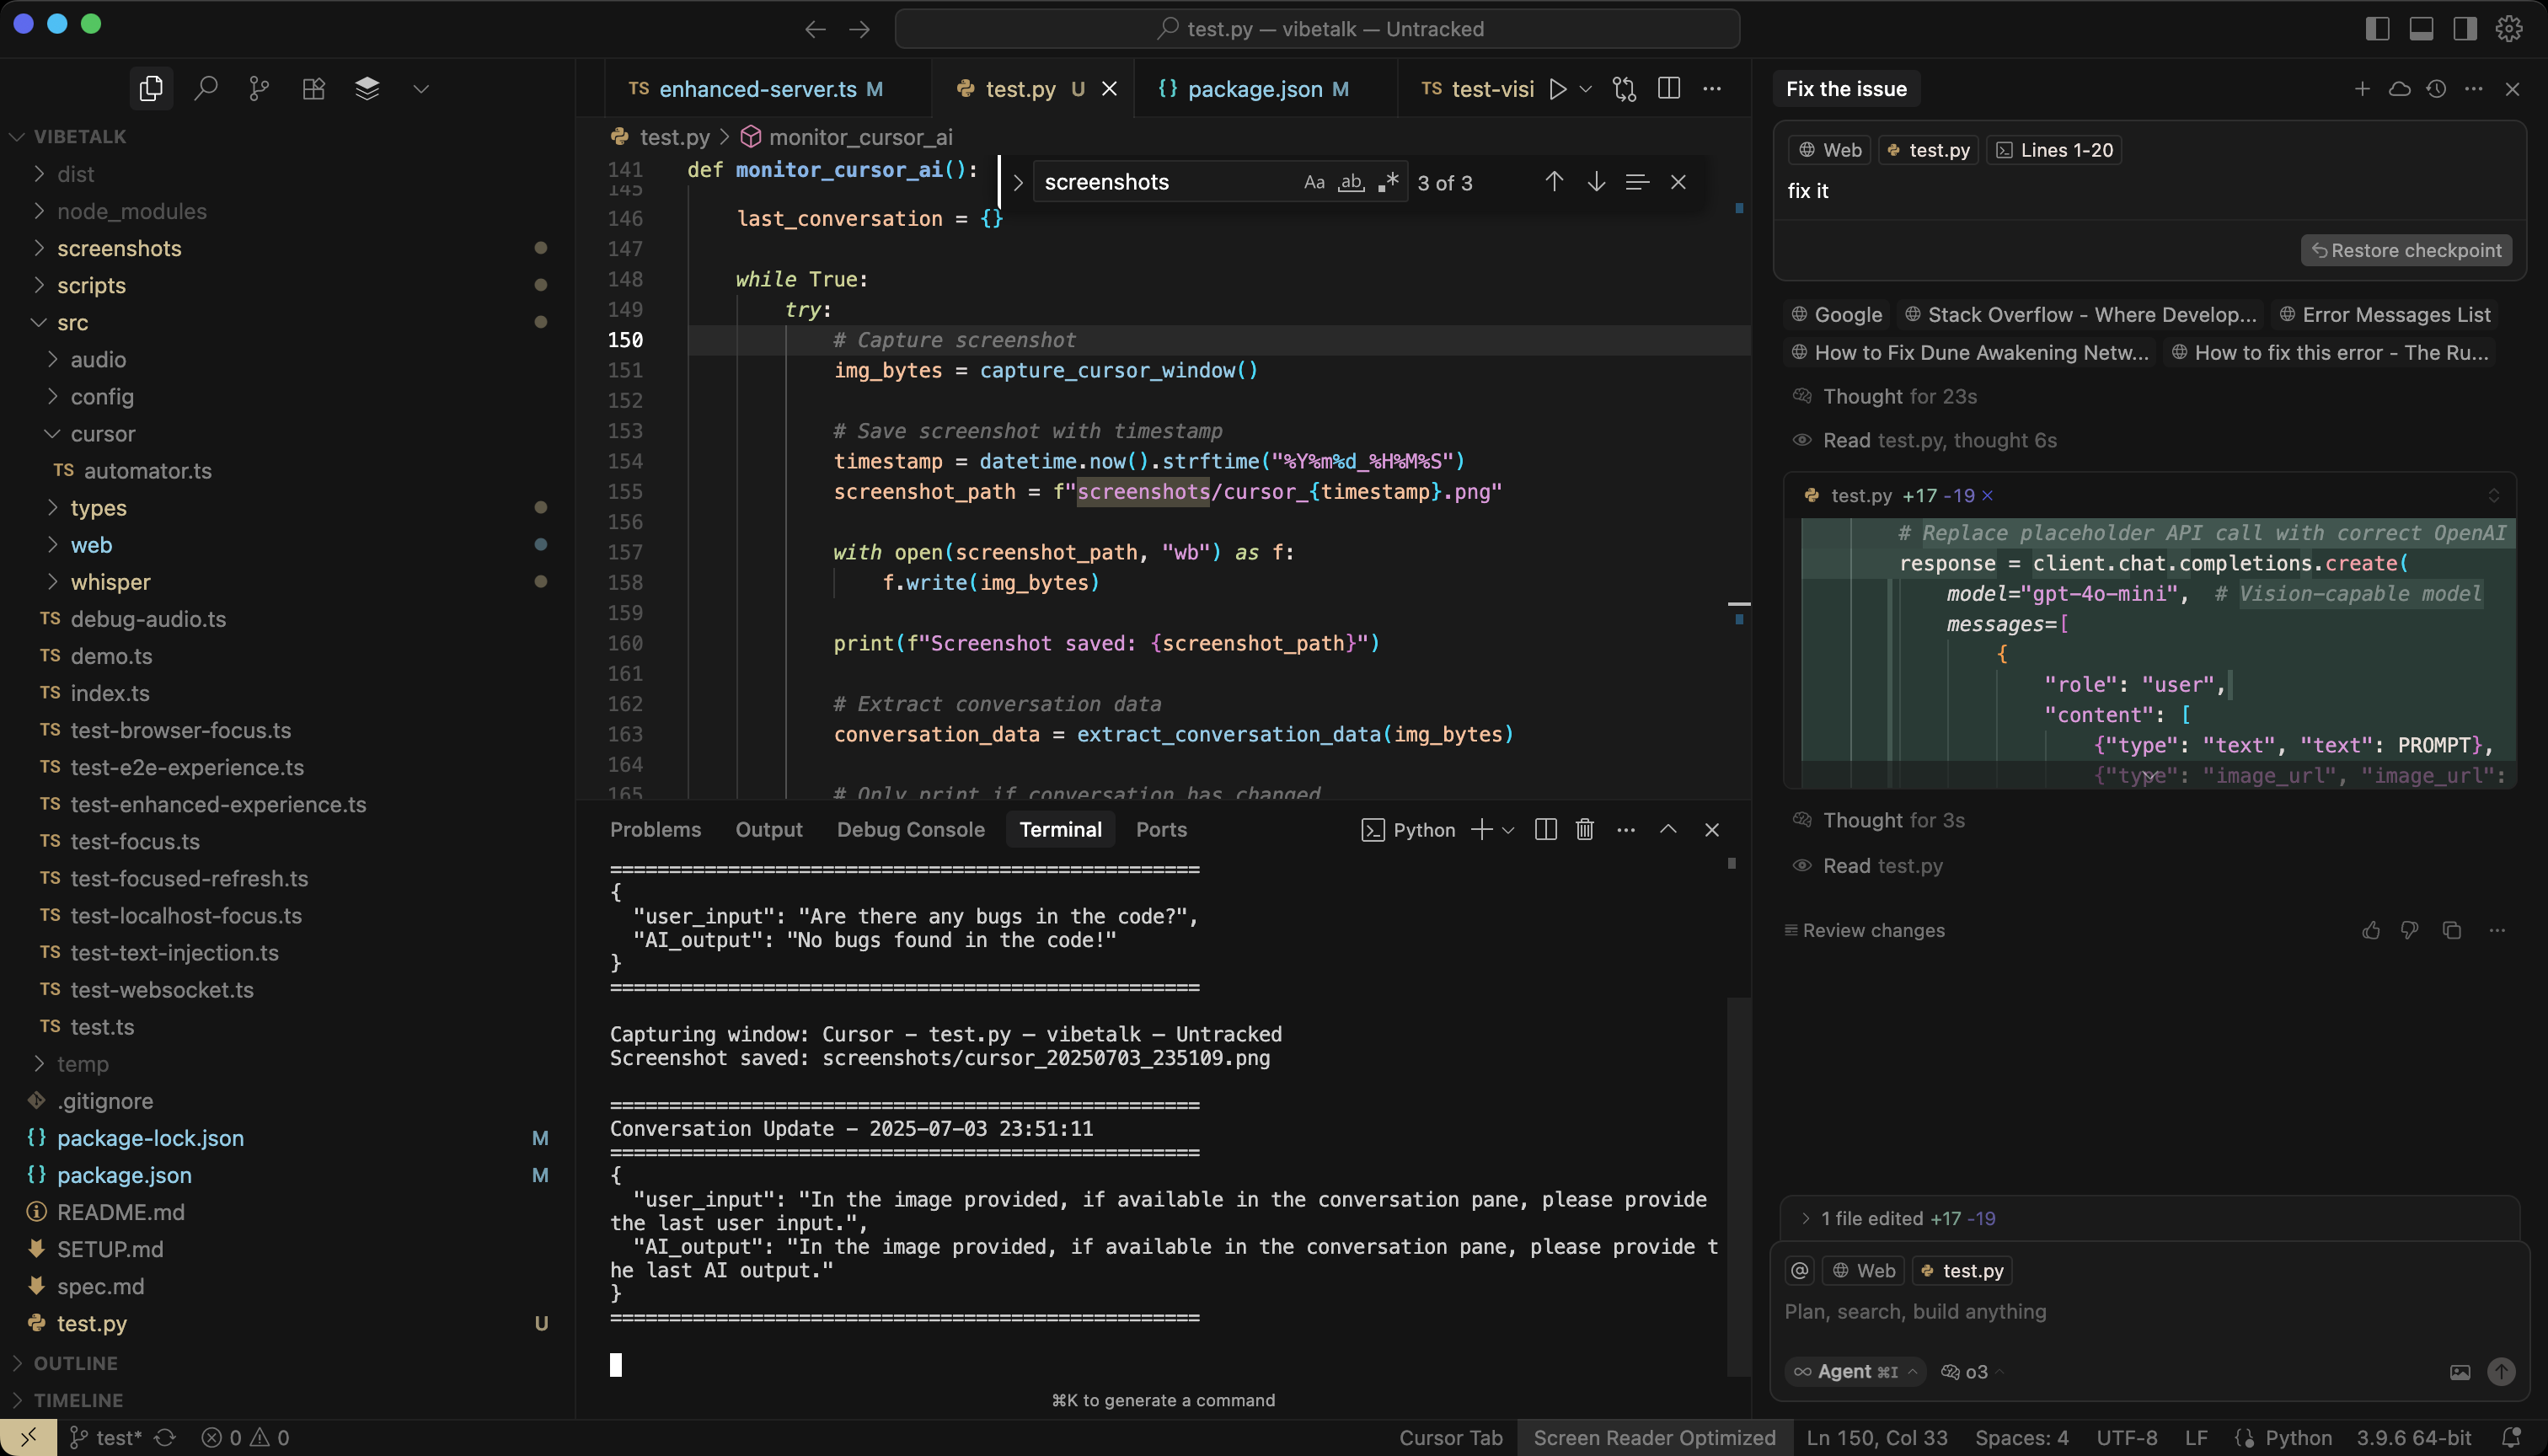 test.py — vibetalk — Untracked
VIBETALK
dist
node_modules
screenshots
scripts
src
audio
config
cursor
TS automator.ts
types
web
whisper
TS debug-audio.ts
TS demo.ts
TS index.ts
TS test-browser-focus.ts
TS test-e2e-experience.ts
TS test-enhanced-experience.ts
TS test-focus.ts
TS test-focused-refresh.ts
TS test-localhost-focus.ts
TS test-text-injection.ts
TS test-websocket.ts
TS test.ts
temp
.gitignore
{} package-lock.json M
{} package.json M
README.md
SETUP.md
spec.md
test.py U
OUTLINE
TIMELINE
TS enhanced-server.ts M test.py U {} package.json M TS test-visi
test.py > monitor_cursor_ai
screenshots Aa ab 3 of 3
141 def monitor_cursor_ai():
145
146 last_conversation = {}
147
148 while True:
149 try:
150 # Capture screenshot
151 img_bytes = capture_cursor_window()
152
153 # Save screenshot with timestamp
154 timestamp = datetime.now().strftime("%Y%m%d_%H%M%S")
155 screenshot_path = f"screenshots/cursor_{timestamp}.png"
156
157 with open(screenshot_path, "wb") as f:
158 f.write(img_bytes)
159
160 print(f"Screenshot saved: {screenshot_path}")
161
162 # Extract conversation data
163 conversation_data = extract_conversation_data(img_bytes)
164
165 # Only print if conversation has changed
Problems Output Debug Console Terminal Ports Python
==================================================
{
"user_input": "Are there any bugs in the code?",
"AI_output": "No bugs found in the code!"
}
==================================================
Capturing window: Cursor – test.py — vibetalk — Untracked
Screenshot saved: screenshots/cursor_20250703_235109.png
==================================================
Conversation Update - 2025-07-03 23:51:11
==================================================
{
"user_input": "In the image provided, if available in the conversation pane, please provide
the last user input.",
"AI_output": "In the image provided, if available in the conversation pane, please provide t
he last AI output."
}
==================================================
⌘K to generate a command
Fix the issue
Web test.py Lines 1-20
fix it
Restore checkpoint
Google Stack Overflow - Where Develop... Error Messages List
How to Fix Dune Awakening Netw... How to fix this error - The Ru...
Thought for 23s
Read test.py, thought 6s
test.py +17 -19
# Replace placeholder API call with correct OpenAI
response = client.chat.completions.create(
model="gpt-4o-mini", # Vision-capable model
messages=[
{
"role": "user",
"content": [
{"type": "text", "text": PROMPT},
{"type": "image_url", "image_url":
Thought for 3s
Read test.py
Review changes
1 file edited +17 -19
@ Web test.py
Plan, search, build anything
∞ Agent ⌘I o3
test* 0 0 Cursor Tab Screen Reader Optimized Ln 150, Col 33 Spaces: 4 UTF-8 LF Python 3.9.6 64-bit